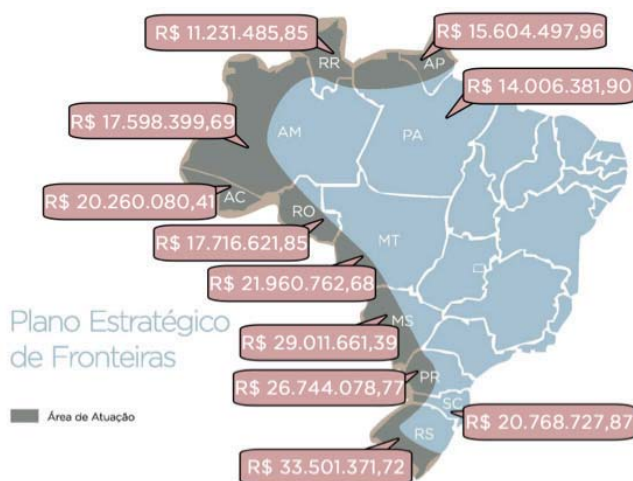 R$ 11.231.485,85
R$ 15.604.497,96
RR
AP
R$ 14.006.381,90
R$ 17.598.399,69
AM
PA
R$ 20.260.080,41
AC
RO
R$ 17.716.621,85
MT
R$ 21.960.762,68
Plano Estratégico
de Fronteiras
MS
R$ 29.011.661,39
R$ 26.744.078,77
PR
SC
Área de Atuação
R$ 20.768.727,87
RS
R$ 33.501.371,72